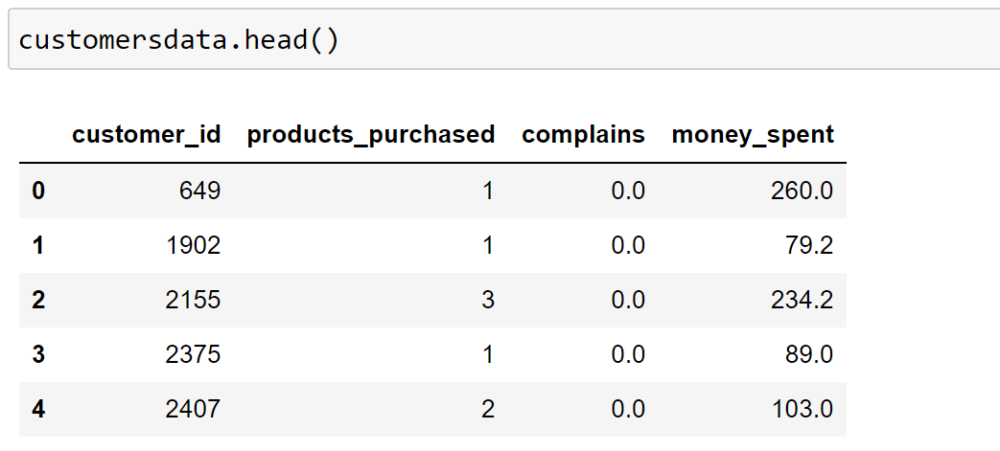 customersdata.head()
customer_id products_purchased complains money_spent
0 649 1 0.0 260.0
1 1902 1 0.0 79.2
2 2155 3 0.0 234.2
3 2375 1 0.0 89.0
4 2407 2 0.0 103.0